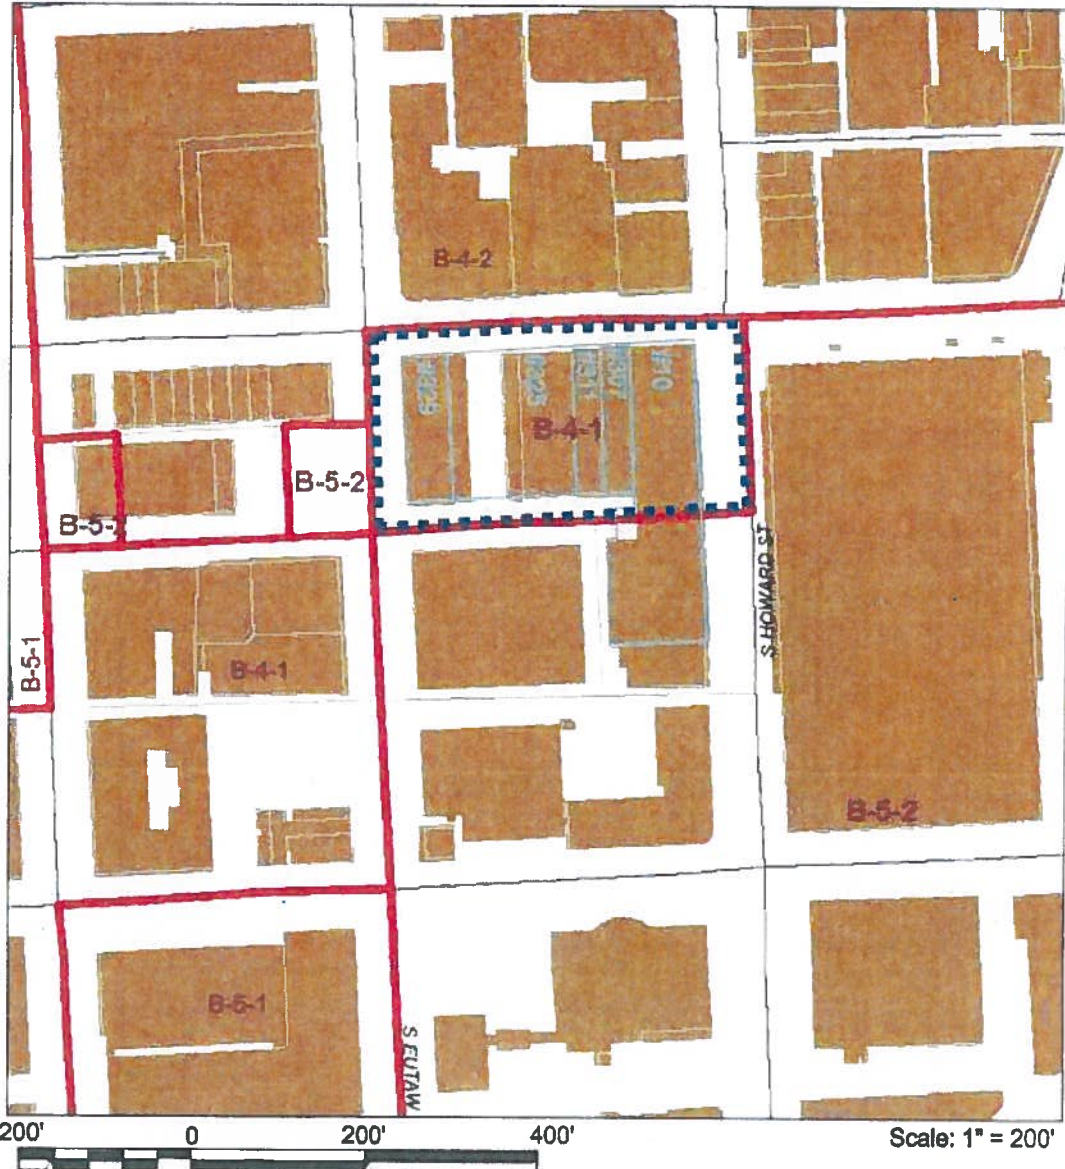 B-4-2
B-4-1
B-5-2
B-5-
S HOWARD ST
B-5-1
B-4-1
B-5-2
B-5-1
S EUTAW
200' 0 200' 400'
Scale: 1" = 200'